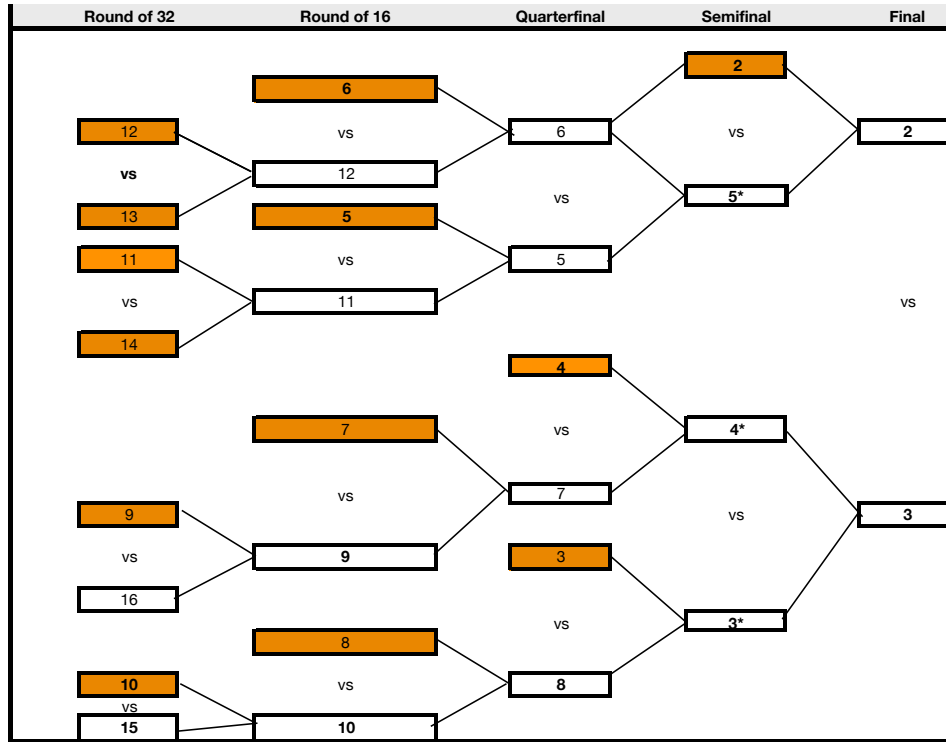 Round of 32 Round of 16 Quarterfinal Semifinal Final
2
6
12 vs 6 vs 2
vs 12
5* 
13 5 vs
11 vs 5
vs 11 vs
14
4
7 vs 4*
7
vs
9 vs 3
vs 9 3
16
3*
8 vs
10 vs 8
vs
15 10